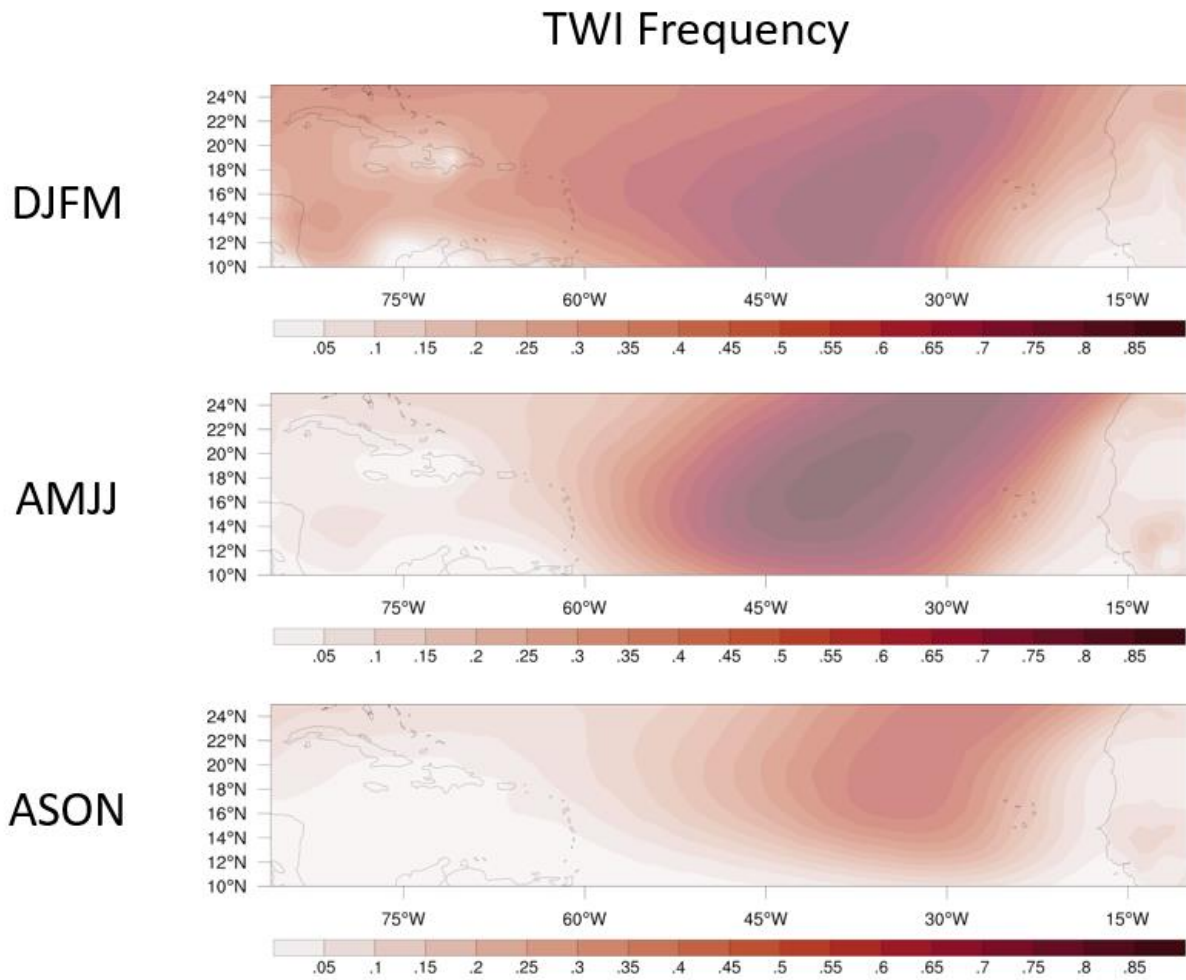 TWI Frequency
DJFM
24°N
22°N
20°N
18°N
16°N
14°N
12°N
10°N
75°W 60°W 45°W 30°W 15°W
.05 .1 .15 .2 .25 .3 .35 .4 .45 .5 .55 .6 .65 .7 .75 .8 .85
AMJJ
24°N
22°N
20°N
18°N
16°N
14°N
12°N
10°N
75°W 60°W 45°W 30°W 15°W
.05 .1 .15 .2 .25 .3 .35 .4 .45 .5 .55 .6 .65 .7 .75 .8 .85
ASON
24°N
22°N
20°N
18°N
16°N
14°N
12°N
10°N
75°W 60°W 45°W 30°W 15°W
.05 .1 .15 .2 .25 .3 .35 .4 .45 .5 .55 .6 .65 .7 .75 .8 .85